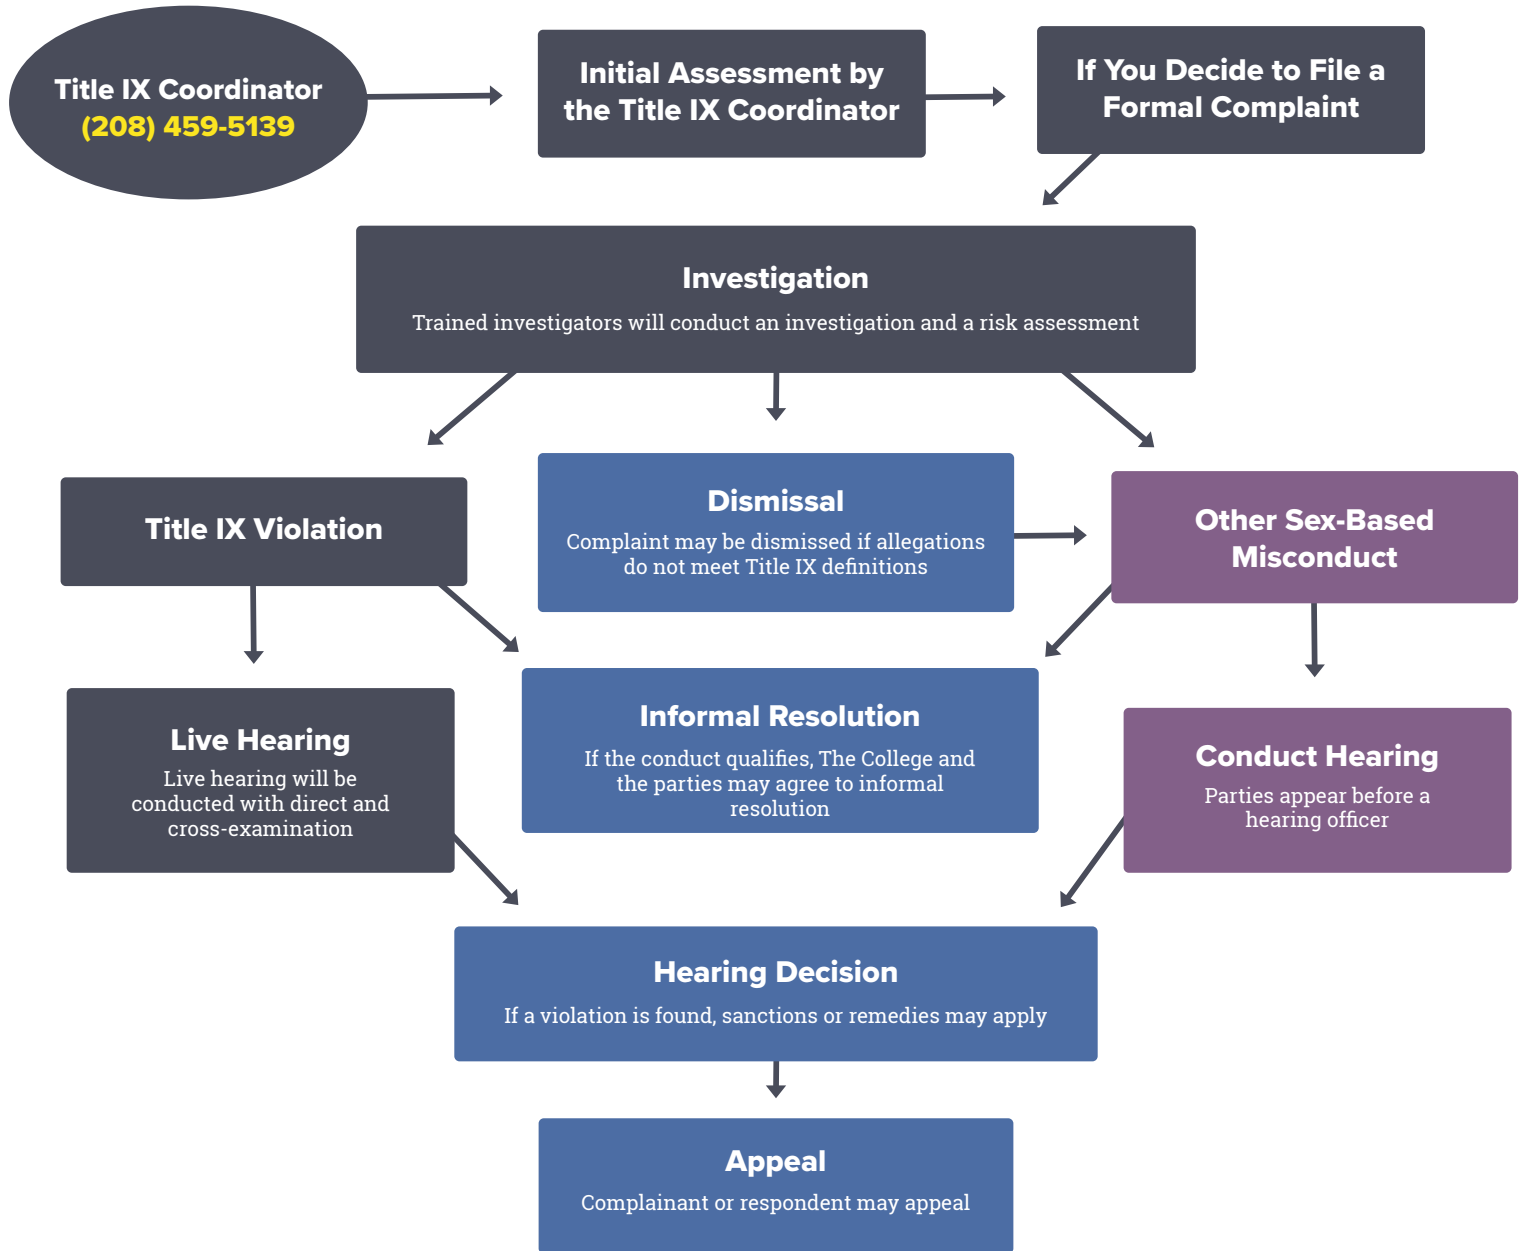 Title IX Coordinator
(208) 459-5139
Initial Assessment by
the Title IX Coordinator
If You Decide to File a
Formal Complaint
Investigation
Trained investigators will conduct an investigation and a risk assessment
Title IX Violation
Dismissal
Complaint may be dismissed if allegations
do not meet Title IX definitions
Other Sex-Based
Misconduct
Live Hearing
Live hearing will be
conducted with direct and
cross-examination
Informal Resolution
If the conduct qualifies, The College and
the parties may agree to informal
resolution
Conduct Hearing
Parties appear before a
hearing officer
Hearing Decision
If a violation is found, sanctions or remedies may apply
Appeal
Complainant or respondent may appeal